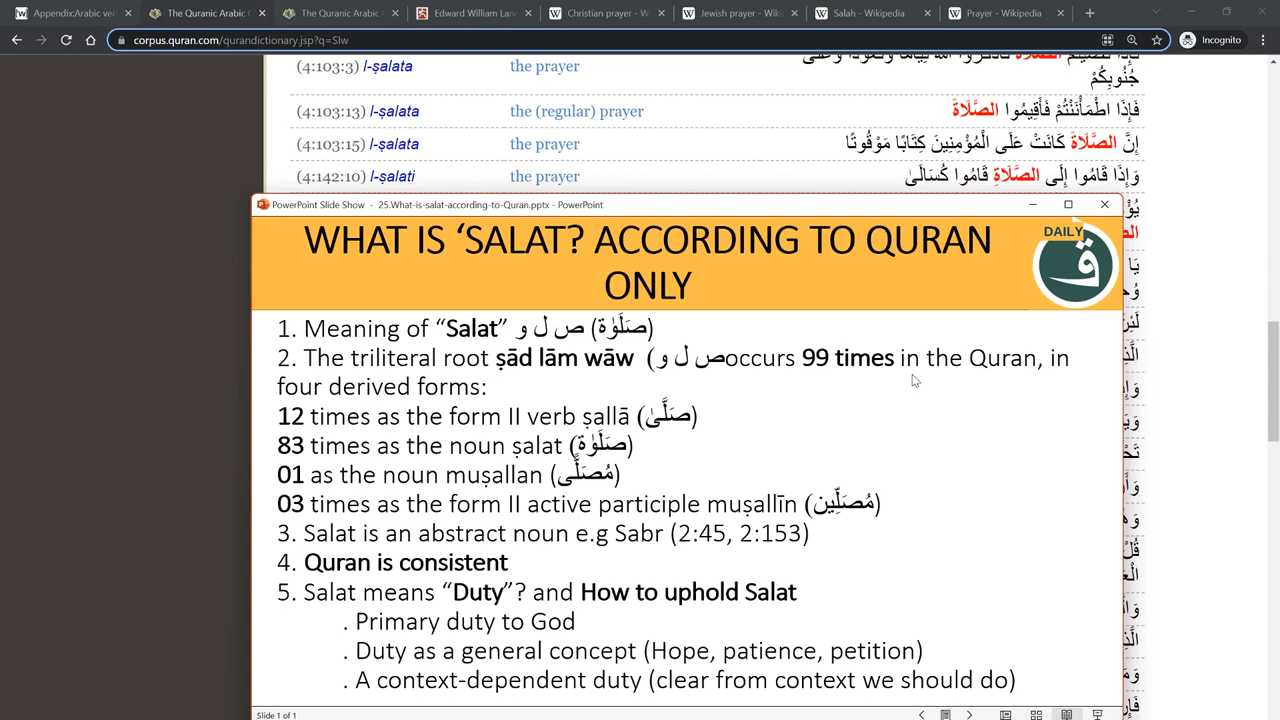 AppendixArabic verb
The Quranic Arabic C
The Quranic Arabic C
Edward William Lan
Christian prayer - W
Jewish prayer - Wiki
Salah - Wikipedia
Prayer - Wikipedia
corpus.quran.com/qurandictionary.jsp?q=Slw
Incognito
(4:103:3) l-ṣalata the prayer
جُنُوبِكُمْ
(4:103:13) l-ṣalata the (regular) prayer فَإِذَا اطْمَأْنَنْتُمْ فَأَقِيمُوا الصَّلَاةَ
(4:103:15) l-ṣalata the prayer إِنَّ الصَّلَاةَ كَانَتْ عَلَى الْمُؤْمِنِينَ كِتَابًا مَوْقُوتًا
(4:142:10) l-ṣalati the prayer وَإِذَا قَامُوا إِلَى الصَّلَاةِ قَامُوا كُسَالَىٰ
PowerPoint Slide Show - 25.What-is-salat-according-to-Quran.pptx - PowerPoint
WHAT IS ‘SALAT? ACCORDING TO QURAN
ONLY
DAILY
ق
1. Meaning of “Salat” ص ل و (صَلَوٰة)
2. The triliteral root ṣād lām wāw (ص ل و occurs 99 times in the Quran, in
four derived forms:
12 times as the form II verb ṣallā (صَلَّىٰ)
83 times as the noun ṣalat (صَلَوٰة)
01 as the noun muṣallan (مُصَلًّى)
03 times as the form II active participle muṣallīn (مُصَلِّين)
3. Salat is an abstract noun e.g Sabr (2:45, 2:153)
4. Quran is consistent
5. Salat means “Duty”? and How to uphold Salat
. Primary duty to God
. Duty as a general concept (Hope, patience, petition)
. A context-dependent duty (clear from context we should do)
Slide 1 of 1